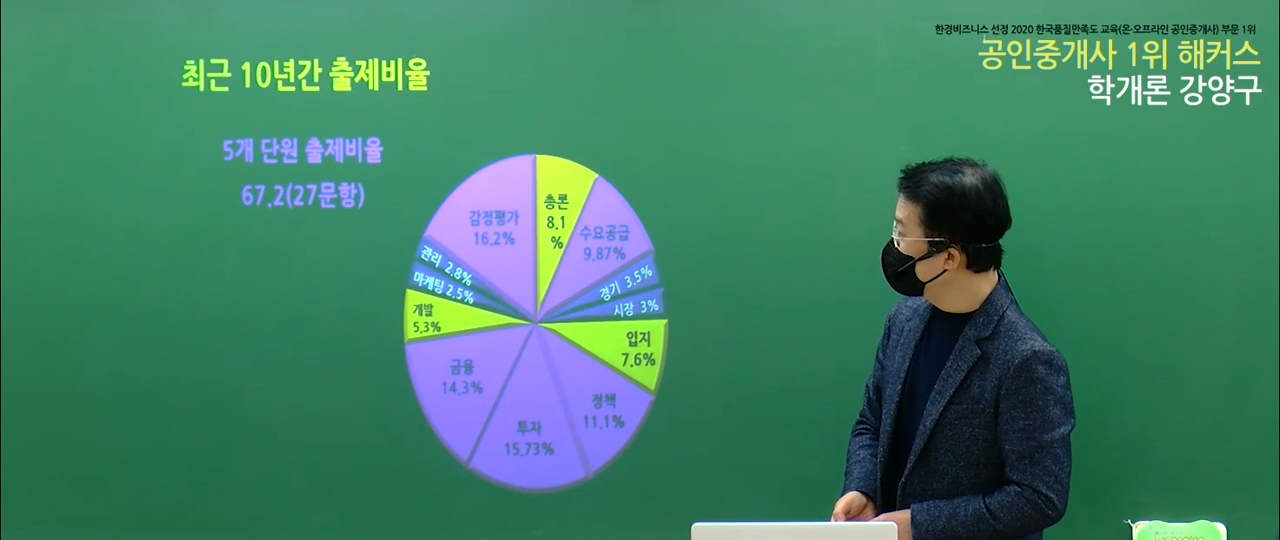 한경비즈니스 선정 2020 한국품질만족도 교육(온·오프라인 공인중개사) 부문 1위
공인중개사 1위 해커스
학개론 강양구
최근 10년간 출제비율
5개 단원 출제비율
67.2(27문항)
총론
8.1
%
수요공급
9.87%
경기 3.5%
시장 3%
입지
7.6%
정책
11.1%
투자
15.73%
금융
14.3%
개발
5.3%
마케팅 2.5%
관리 2.8%
감정평가
16.2%